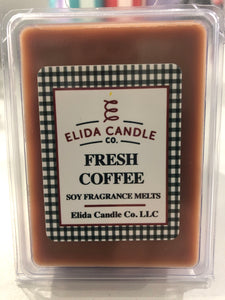 ELIDA CANDLE
CO.
FRESH
COFFEE
SOY FRAGRANCE MELTS
Elida Candle Co. LLC